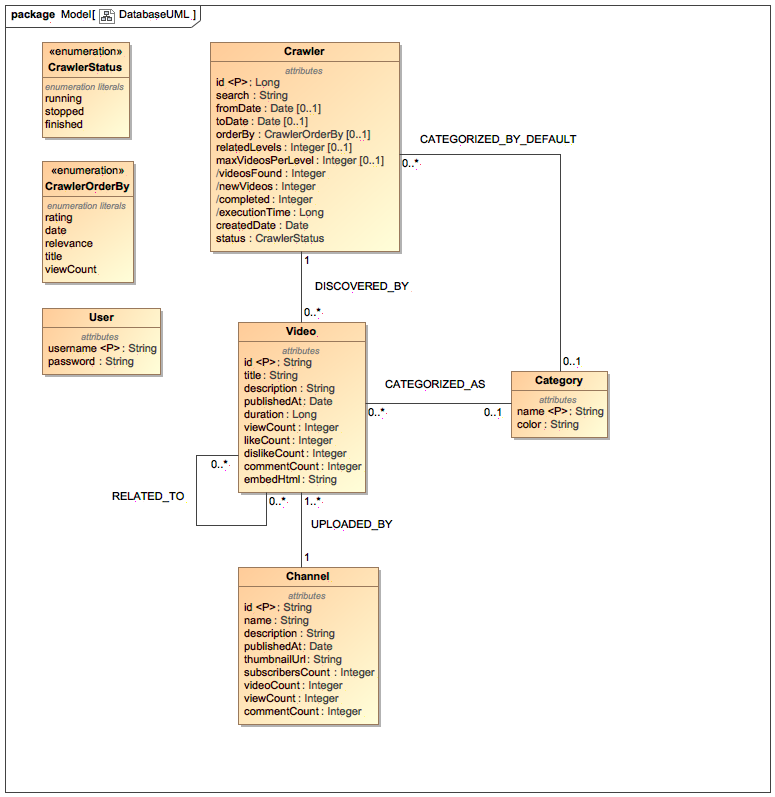 package Model[ DatabaseUML ]
«enumeration»
CrawlerStatus
enumeration literals
running
stopped
finished
«enumeration»
CrawlerOrderBy
enumeration literals
rating
date
relevance
title
viewCount
User
attributes
username <P> : String
password : String
Crawler
attributes
id <P> : Long
search : String
fromDate : Date [0..1]
toDate : Date [0..1]
orderBy : CrawlerOrderBy [0..1]
relatedLevels : Integer [0..1]
maxVideosPerLevel : Integer [0..1]
/videosFound : Integer
/newVideos : Integer
/completed : Integer
/executionTime : Long
createdDate : Date
status : CrawlerStatus
CATEGORIZED_BY_DEFAULT
0..*
0..1
1
DISCOVERED_BY
0..*
Video
attributes
id <P> : String
title : String
description : String
publishedAt : Date
duration : Long
viewCount : Integer
likeCount : Integer
dislikeCount : Integer
commentCount : Integer
embedHtml : String
CATEGORIZED_AS
0..*
0..1
Category
attributes
name <P> : String
color : String
0..*
RELATED_TO
0..*
1..*
UPLOADED_BY
1
Channel
attributes
id <P> : String
name : String
description : String
publishedAt : Date
thumbnailUrl : String
subscribersCount : Integer
videoCount : Integer
viewCount : Integer
commentCount : Integer